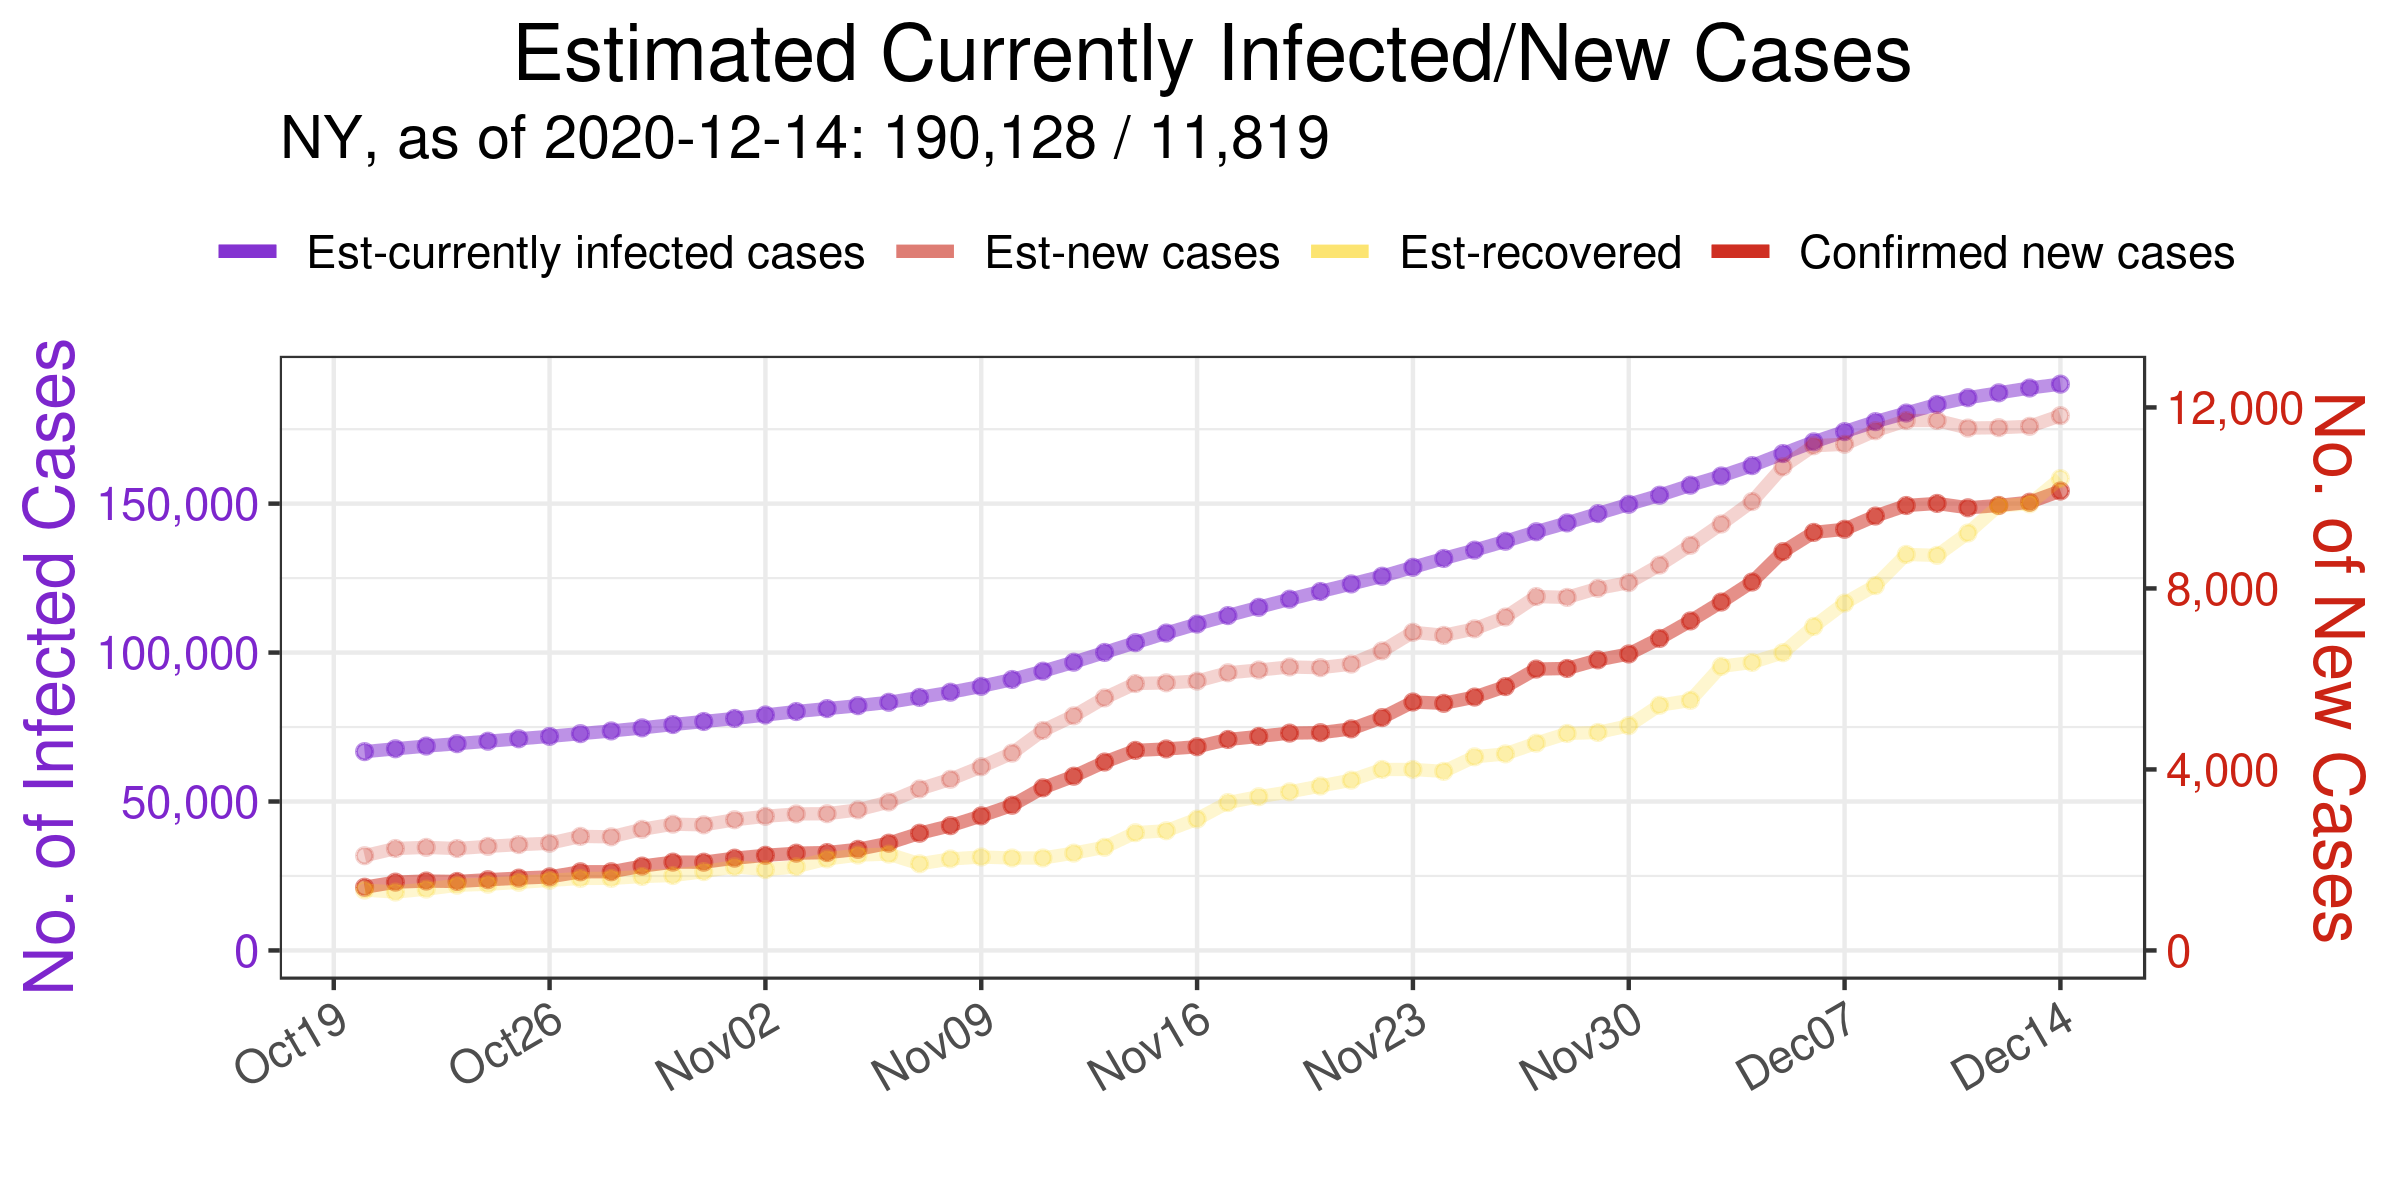 Estimated Currently Infected/New Cases
NY, as of 2020-12-14: 190,128 / 11,819
Est-currently infected cases Est-new cases Est-recovered Confirmed new cases
No. of Infected Cases
150,000
100,000
50,000
0
12,000
8,000
4,000
0
No. of New Cases
Oct19 Oct26 Nov02 Nov09 Nov16 Nov23 Nov30 Dec07 Dec14